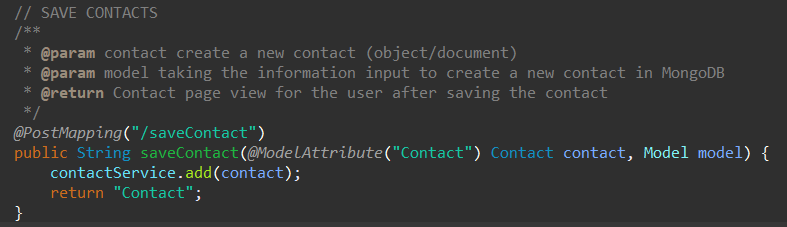 // SAVE CONTACTS
/**
 * @param contact create a new contact (object/document)
 * @param model taking the information input to create a new contact in MongoDB
 * @return Contact page view for the user after saving the contact
 */
@PostMapping("/saveContact")
public String saveContact(@ModelAttribute("Contact") Contact contact, Model model) {
    contactService.add(contact);
    return "Contact";
}